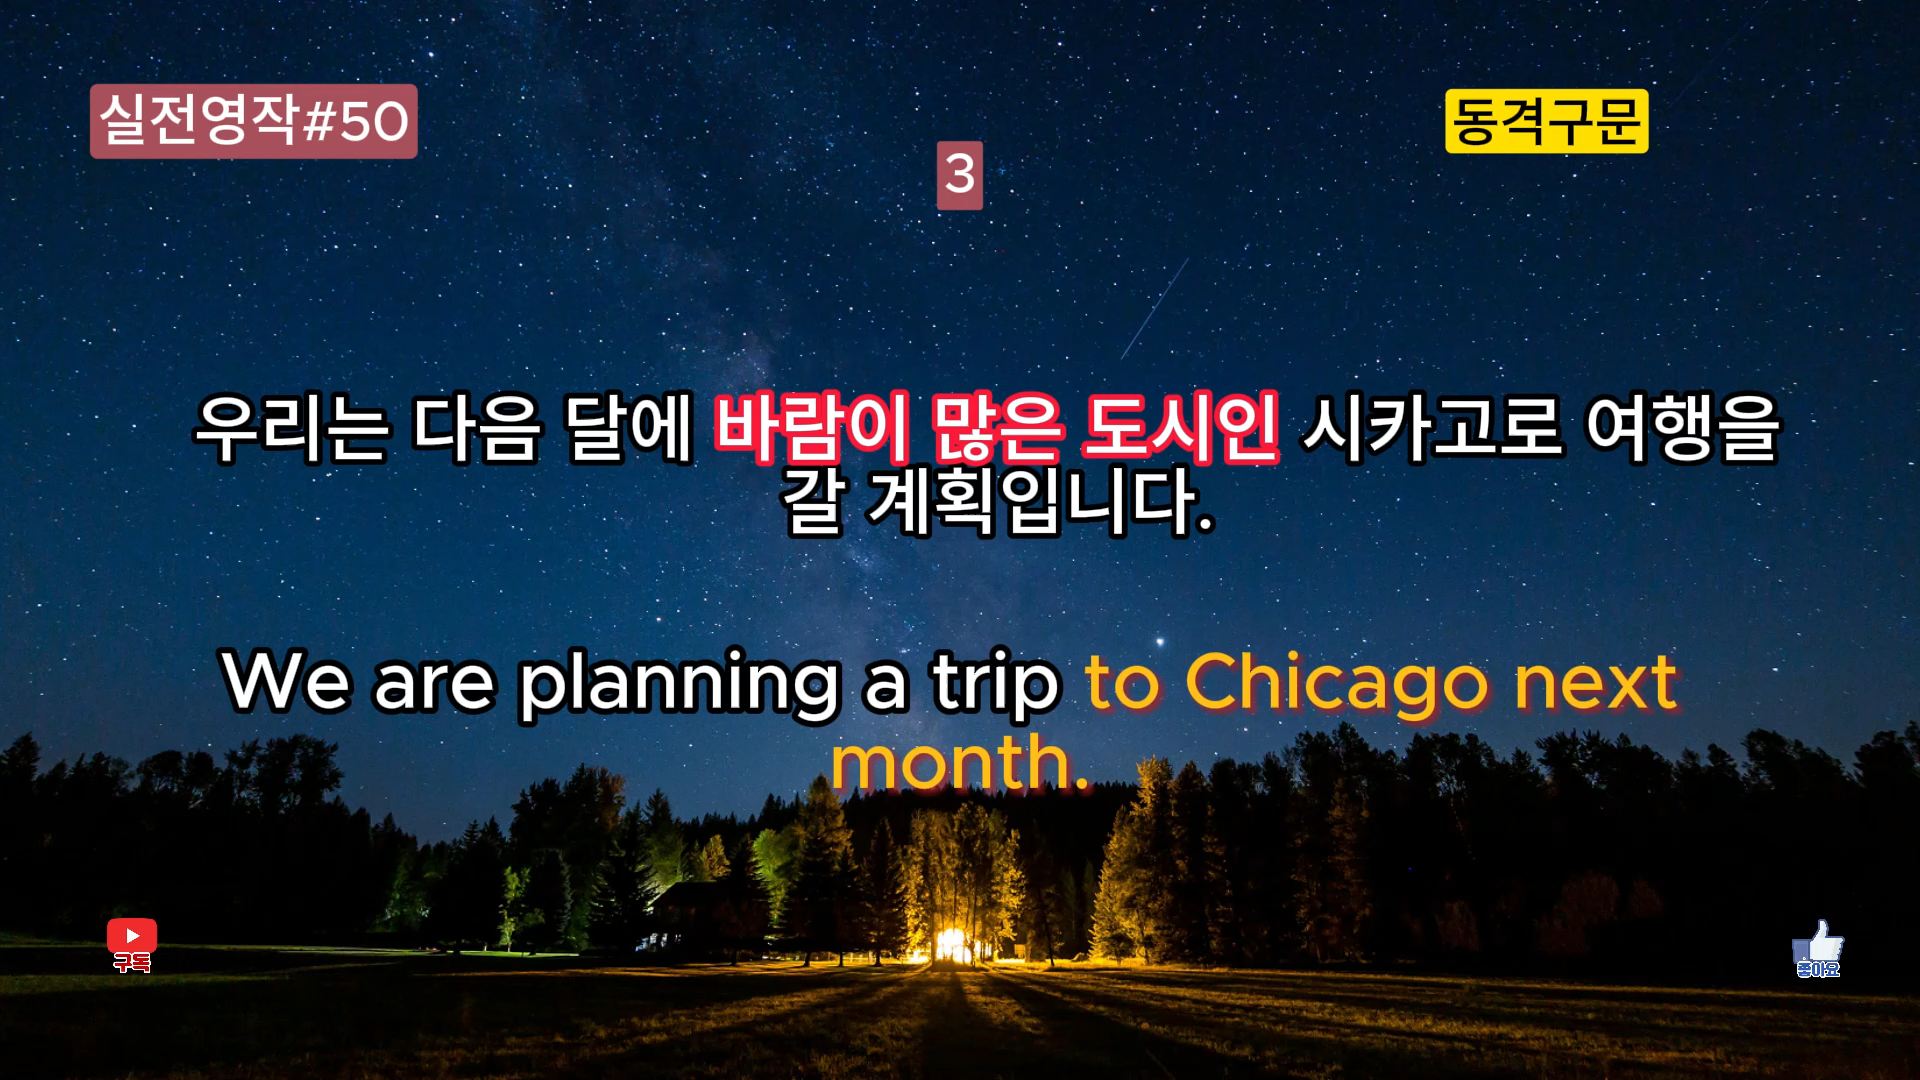 실전영작#50
동격구문
3
우리는 다음 달에 바람이 많은 도시인 시카고로 여행을
갈 계획입니다.
We are planning a trip to Chicago next
month.
구독
좋아요